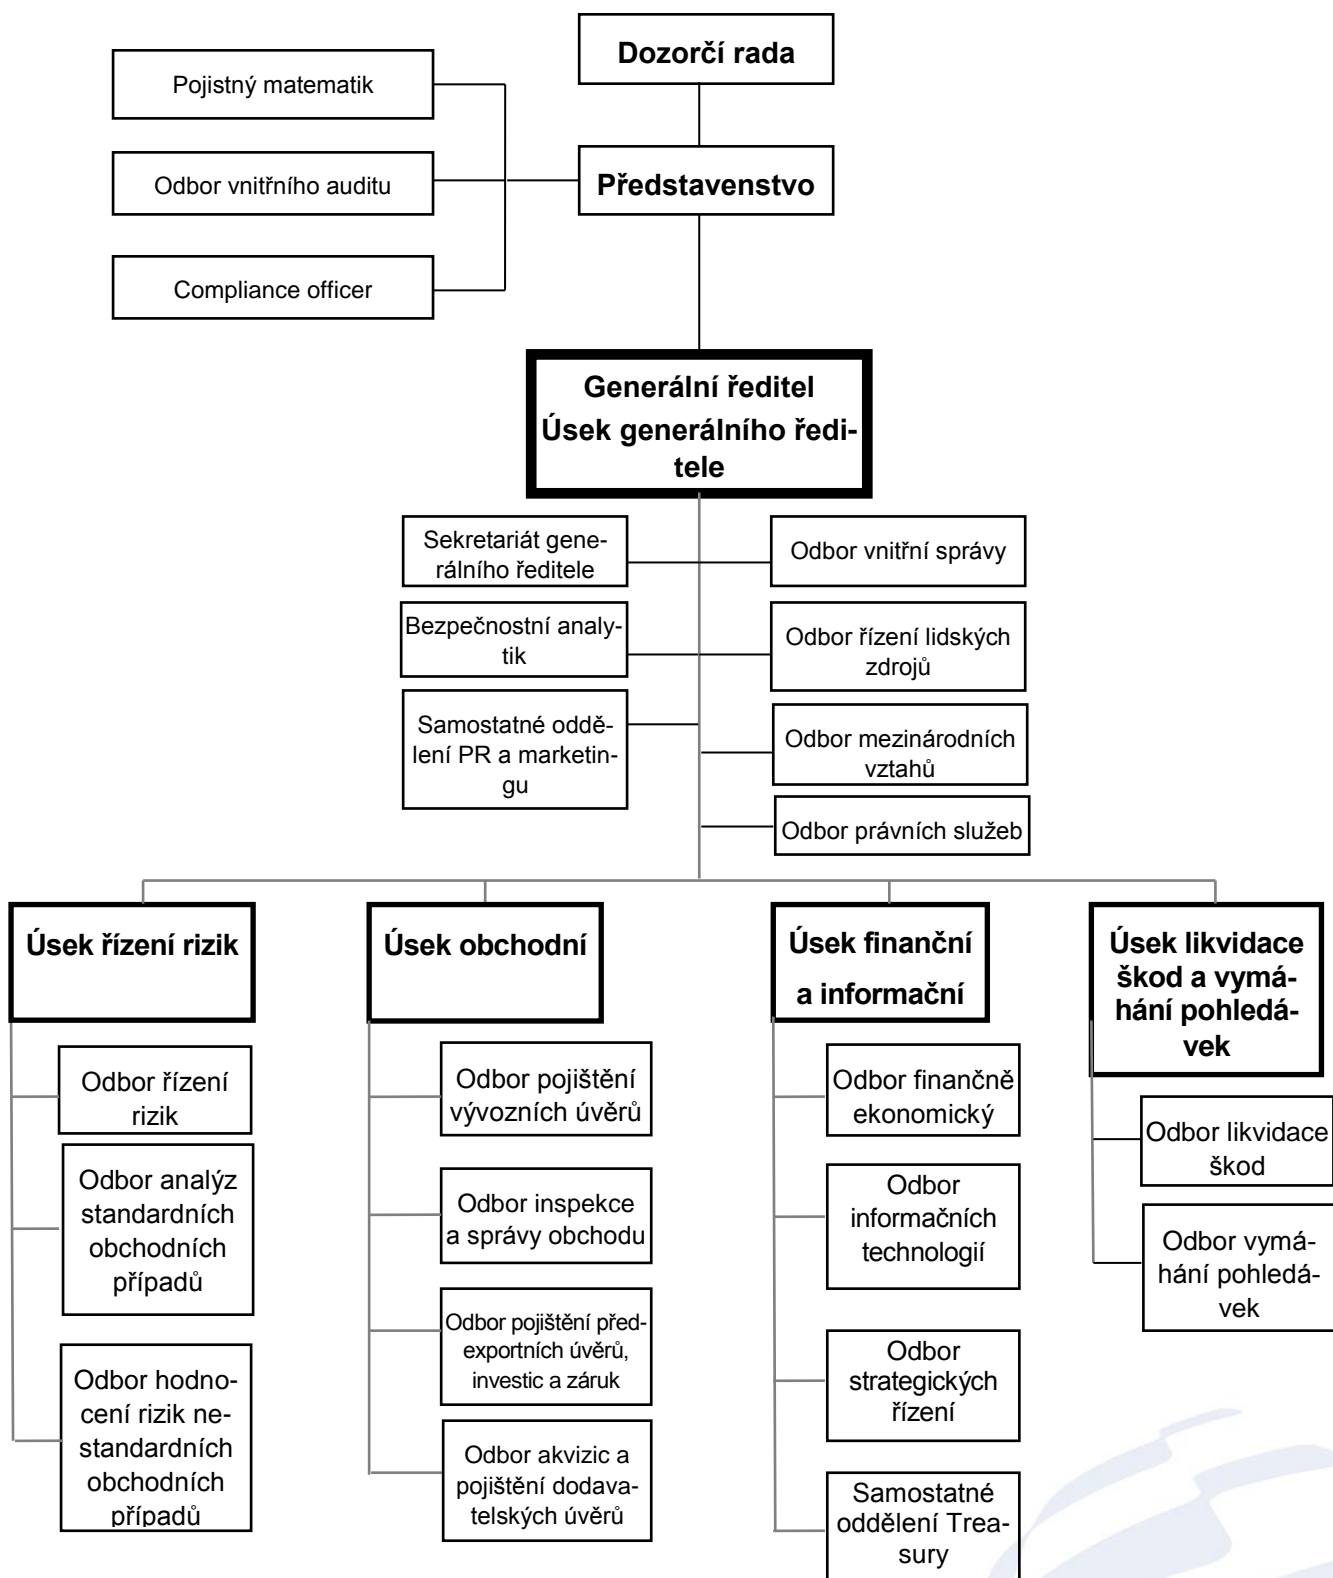 Dozorčí rada
Pojistný matematik
Odbor vnitřního auditu
Představenstvo
Compliance officer
Generální ředitel
Úsek generálního ředi-
tele
Sekretariát gene-
rálního ředitele
Odbor vnitřní správy
Bezpečnostní analy-
tik
Odbor řízení lidských
zdrojů
Samostatné oddě-
lení PR a marketin-
gu
Odbor mezinárodních
vztahů
Odbor právních služeb
Úsek řízení rizik
Úsek obchodní
Úsek finanční
a informační
Úsek likvidace
škod a vymá-
hání pohledá-
vek
Odbor řízení
rizik
Odbor analýz
standardních
obchodních
případů
Odbor hodno-
cení rizik ne-
standardních
obchodních
případů
Odbor pojištění
vývozních úvěrů
Odbor inspekce
a správy obchodu
Odbor pojištění před-
exportních úvěrů,
investic a záruk
Odbor akvizic a
pojištění dodava-
telských úvěrů
Odbor finančně
ekonomický
Odbor
informačních
technologií
Odbor
strategických
řízení
Samostatné
oddělení Trea-
sury
Odbor likvidace
škod
Odbor vymá-
hání pohledá-
vek